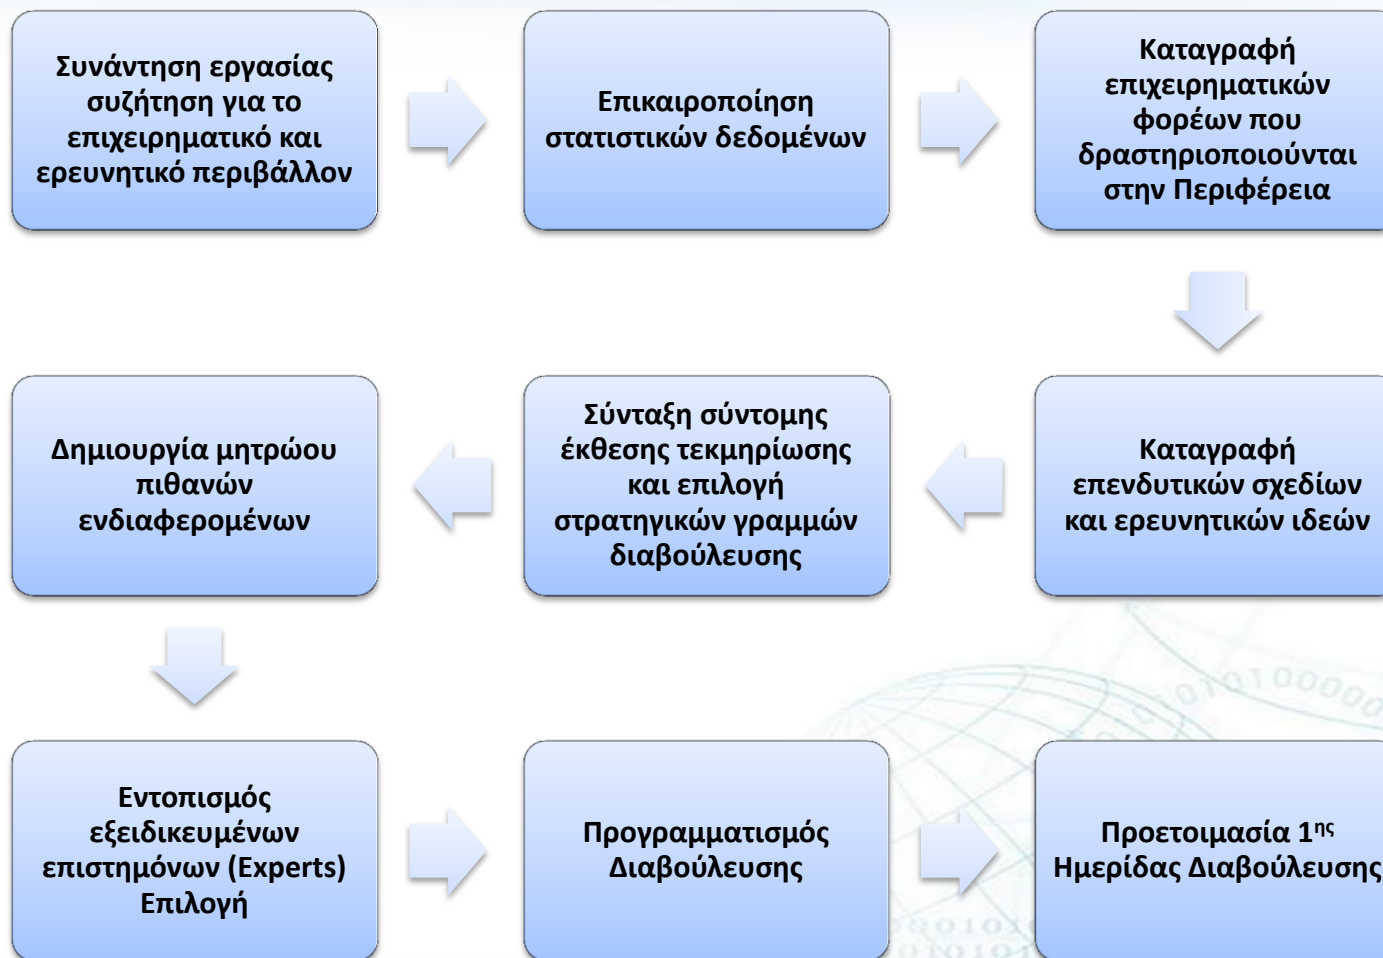 Συνάντηση εργασίας
συζήτηση για το
επιχειρηματικό και
ερευνητικό περιβάλλον
Επικαιροποίηση
στατιστικών δεδομένων
Καταγραφή
επιχειρηματικών
φορέων που
δραστηριοποιούνται
στην Περιφέρεια
Καταγραφή
επενδυτικών σχεδίων
και ερευνητικών ιδεών
Σύνταξη σύντομης
έκθεσης τεκμηρίωσης
και επιλογή
στρατηγικών γραμμών
διαβούλευσης
Δημιουργία μητρώου
πιθανών
ενδιαφερομένων
Εντοπισμός
εξειδικευμένων
επιστημόνων (Experts)
Επιλογή
Προγραμματισμός
Διαβούλευσης
Προετοιμασία 1ης
Ημερίδας Διαβούλευσης